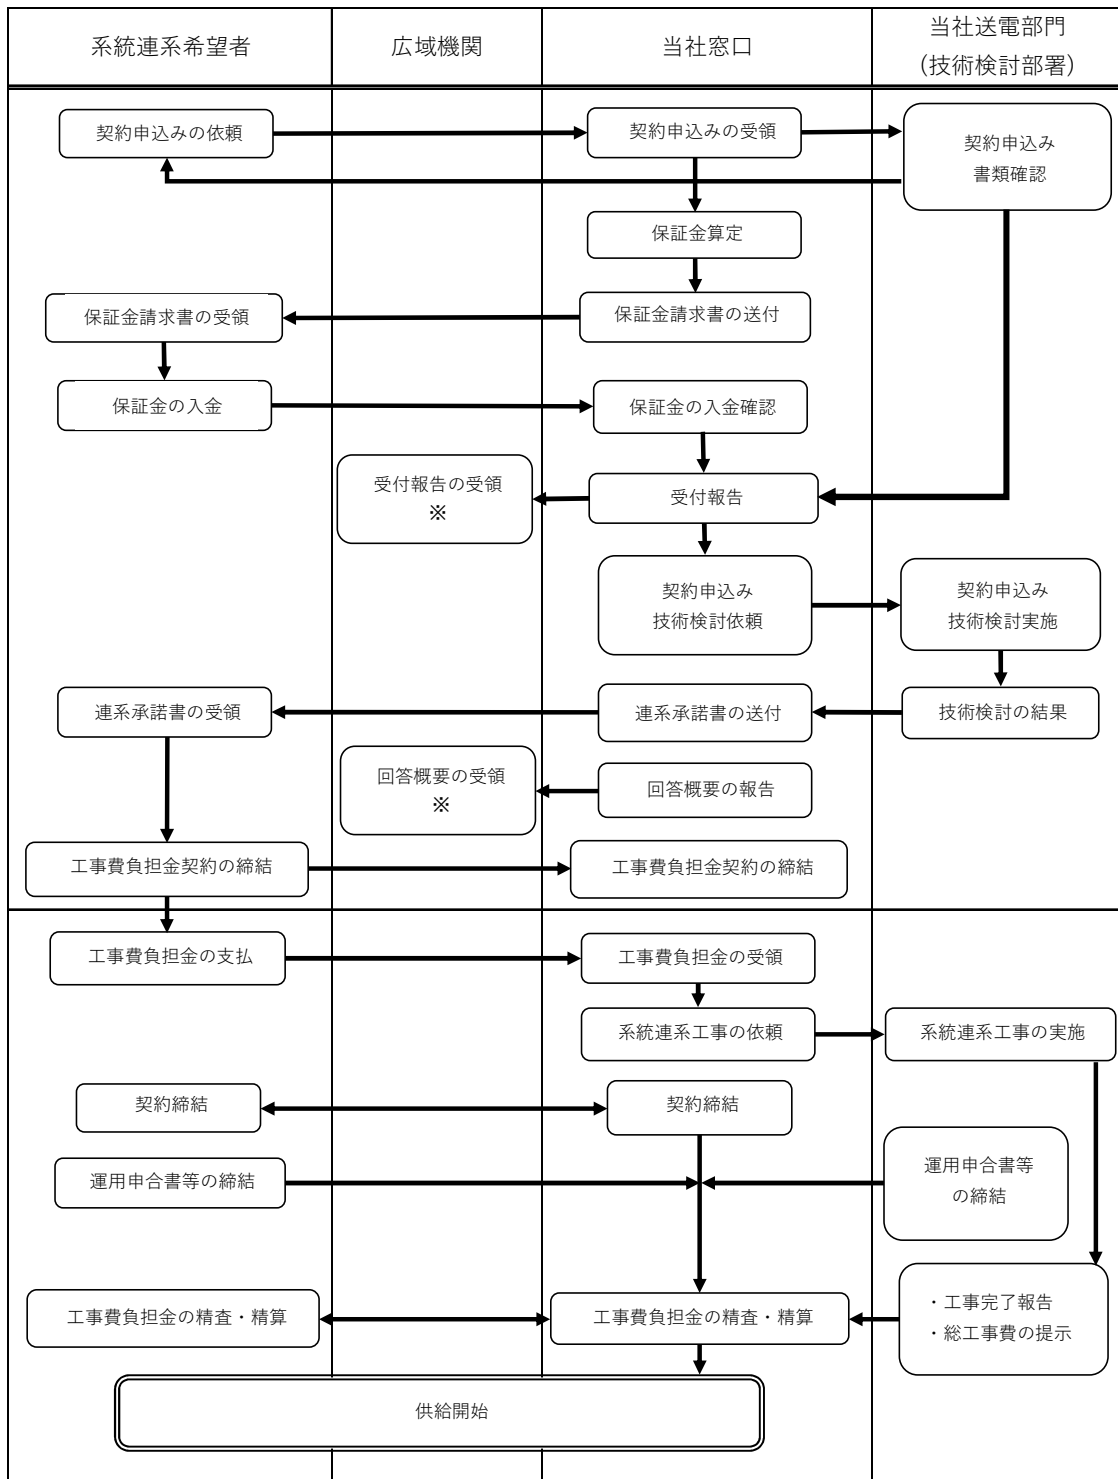 系統連系希望者
広域機関
当社窓口
当社送電部門
（技術検討部署）
契約申込みの依頼
契約申込みの受領
契約申込み
書類確認
保証金算定
保証金請求書の受領
保証金請求書の送付
保証金の入金
保証金の入金確認
受付報告の受領
※
受付報告
契約申込み
技術検討依頼
契約申込み
技術検討実施
連系承諾書の受領
連系承諾書の送付
技術検討の結果
回答概要の受領
※
回答概要の報告
工事費負担金契約の締結
工事費負担金契約の締結
工事費負担金の支払
工事費負担金の受領
系統連系工事の依頼
系統連系工事の実施
契約締結
契約締結
運用申合書等の締結
運用申合書等
の締結
工事費負担金の精査・精算
工事費負担金の精査・精算
・工事完了報告
・総工事費の提示
供給開始